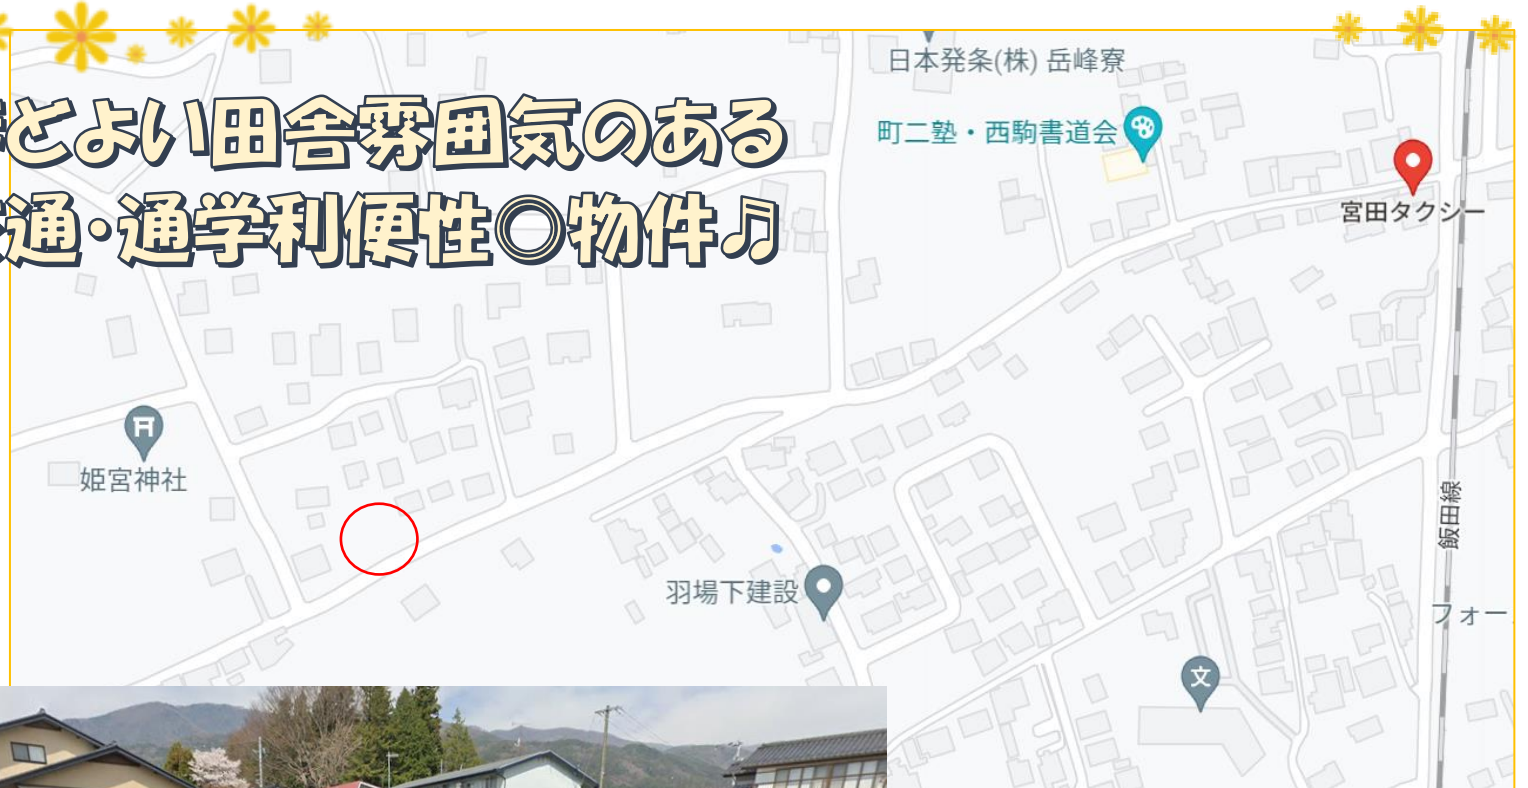 日本発条(株) 岳峰寮
とよい田舎雰囲気のある
町二塾・西駒書道会
宮田タクシー
通・通学利便性◎物件♫
姫宮神社
飯田線
羽場下建設
フォー
文